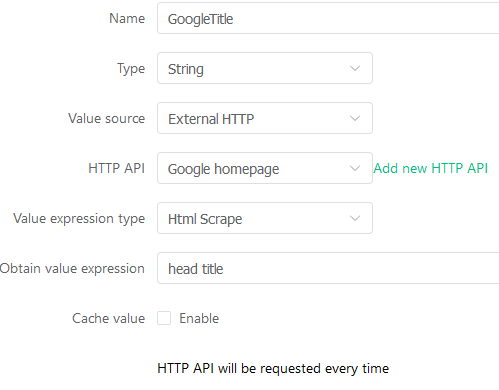 Name GoogleTitle
Type String
Value source External HTTP
HTTP API Google homepage Add new HTTP API
Value expression type Html Scrape
Obtain value expression head title
Cache value Enable
HTTP API will be requested every time